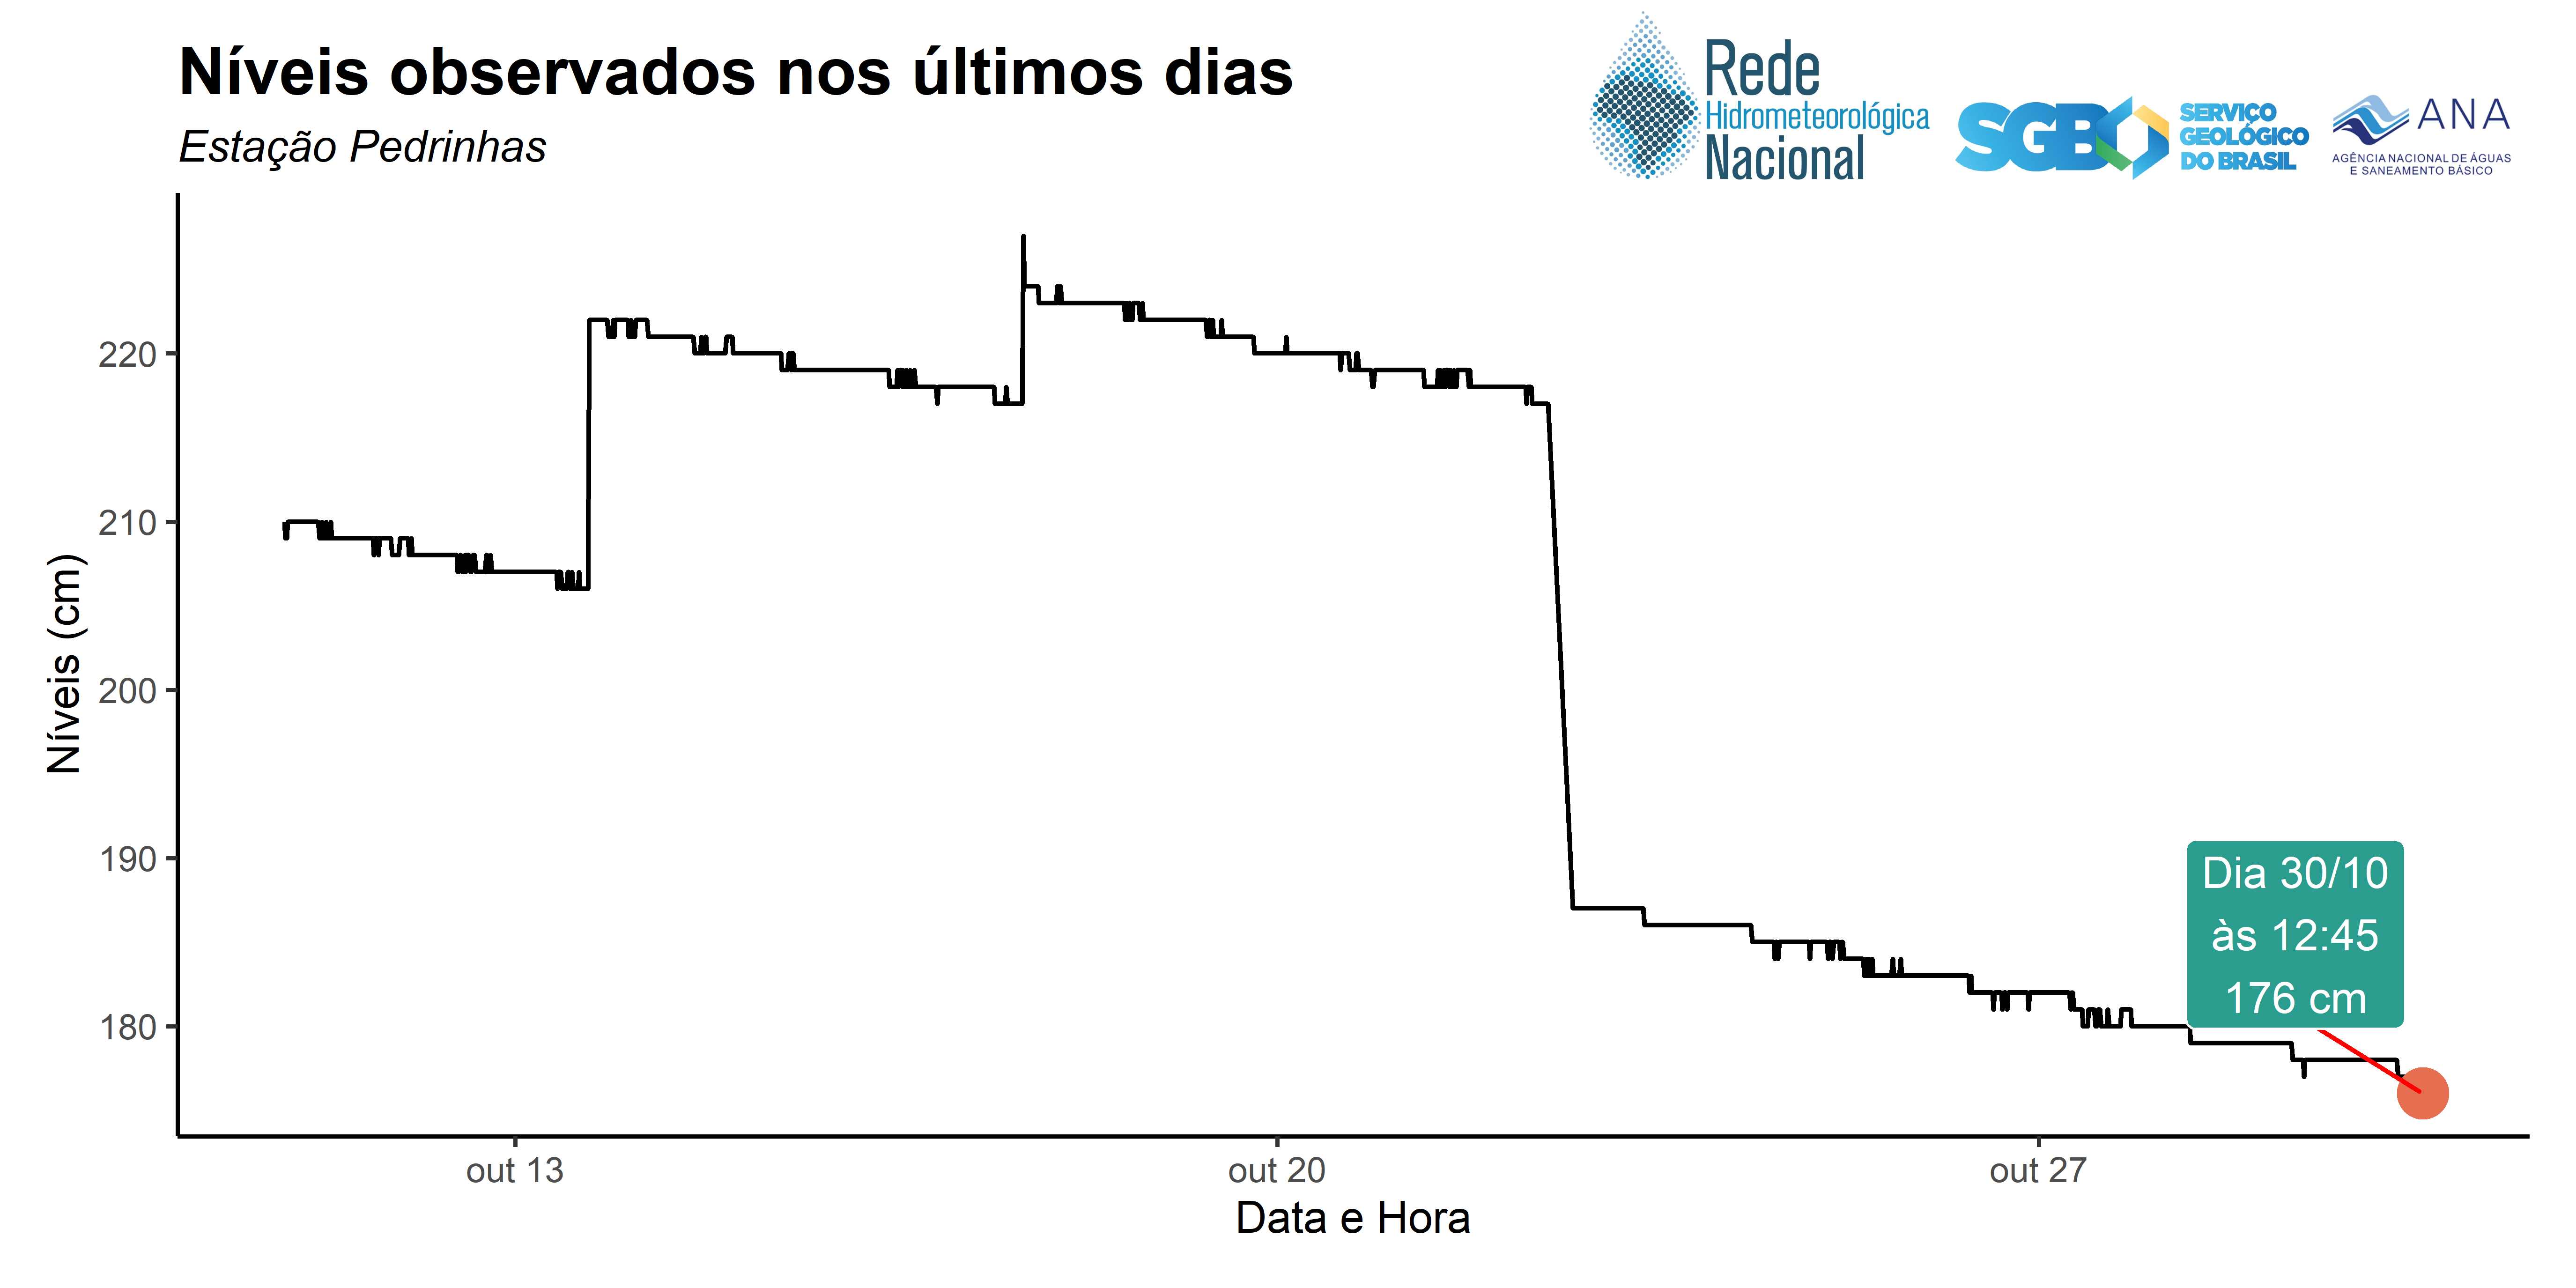 Níveis observados nos últimos dias
Estação Pedrinhas
Rede
Hidrometeorológica
Nacional
SGB
SERVIÇO
GEOLÓGICO
DO BRASIL
ANA
AGÊNCIA NACIONAL DE ÁGUAS
E SANEAMENTO BÁSICO
Níveis (cm)
220
210
200
190
180
Dia 30/10
às 12:45
176 cm
out 13
out 20
out 27
Data e Hora